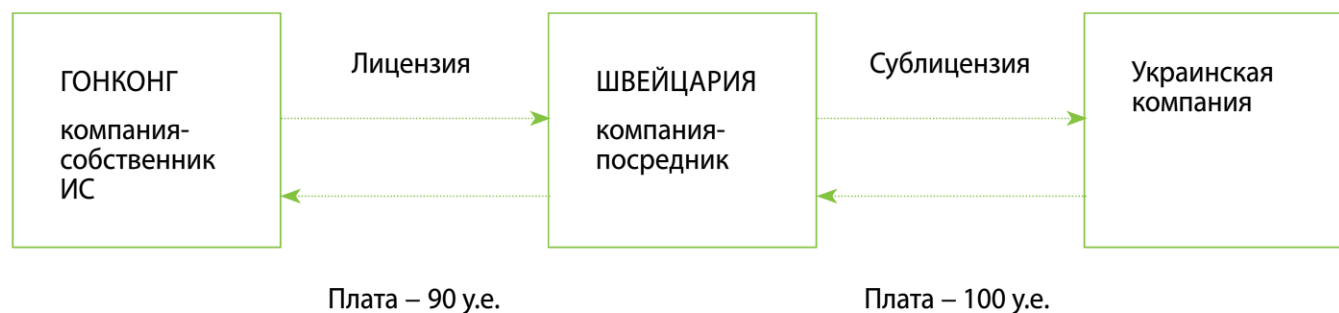 ГОНКОНГ
компания-
собственник
ИС
Лицензия
ШВЕЙЦАРИЯ
компания-
посредник
Сублицензия
Украинская
компания
Плата – 90 у.е.
Плата – 100 у.е.